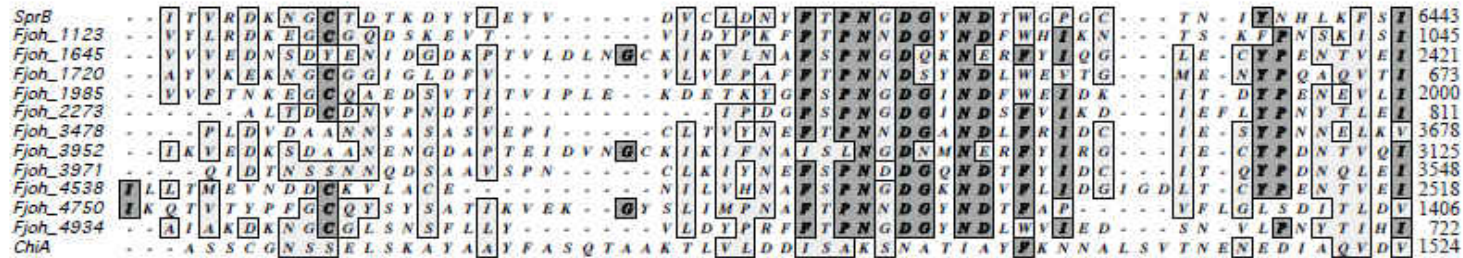 SprB - - I T V R D K N G C T D T K D Y Y I E Y V - - - - - D V C L D N Y F T P N G D G V N D T W G P G C - - - T N - I Y N H L K F S I 6443
Fjoh_1123 - - V Y L R D K E G C G Q D S K E V T - - - - - - - V I D Y P K F F T P N N D G Y N D F W H I K N - - - T S - K F P N S K I S I 1045
Fjoh_1645 - - V V V E D N S D Y E N I D G D K P T V L D L N G C K I K V L N A F S P N G D Q K N E R F Y I Q G - - - L E - C Y P E N T V E I 2421
Fjoh_1720 - - A Y V K E K N G C G G I G L D F V - - - - - - - V L V F P A F F T P N N D S Y N D L W E V T G - - - M E - N Y P Q A Q V T I 673
Fjoh_1985 - - V V F T N K E G C Q A E D S V T I T V I P L E - - K D E T K Y G F S P N G D G I N D F W E I D K - - - I T - D Y P E N E V L I 2000
Fjoh_2273 - - - - - - A L T D C D N V P N D F F - - - - - - - - - I P D G F S P N G D G I N D S F V I K D - - - I E F L Y P N Y T L E I 811
Fjoh_3478 - - - - P L D V D A A N N S A S A S V E P I - - - - - C L T V Y N E F T P N N D G A N D L F R I D C - - - I E - S Y P N N E L K V 3678
Fjoh_3952 - - I K V E D K S D A A N E N G D A P T E I D V N G C K I K I F N A I S L N G D N M N E R F Y I R G - - - I E - C Y P D N T V Q I 3125
Fjoh_3971 - - - - Q I D T N S S N N Q D S A A V S P N - - - - - C L K I Y N E F S P N D D G Q N D T F Y I D C - - - I T - Q Y P D N Q L E I 3548
Fjoh_4538 I L L T M E V N D D C K V L A C E - - - - - - - - - N I L V H N A F S P N G D G K N D V F L I D G I G D L T - C Y P E N T V E I 2518
Fjoh_4750 I K Q T V T Y P F G C Q Y S Y S A T I K V E K - - G Y S L I M P N A F T P N G D G Y N D T F A P - - - - - V F L G L S D I T L D V 1406
Fjoh_4934 - - A I A K D K N G C G L S N S F L L Y - - - - - - V L D Y P R F F T P N N D G Y N D L W V I E D - - - S N - V L P N Y T I H I 722
ChiA - - - A S S C G N S S E L S K A Y A A Y F A S Q T A A K T L V L D D I S A K S N A T I A Y F K N N A L S V T N E N E D I A Q V D V 1524